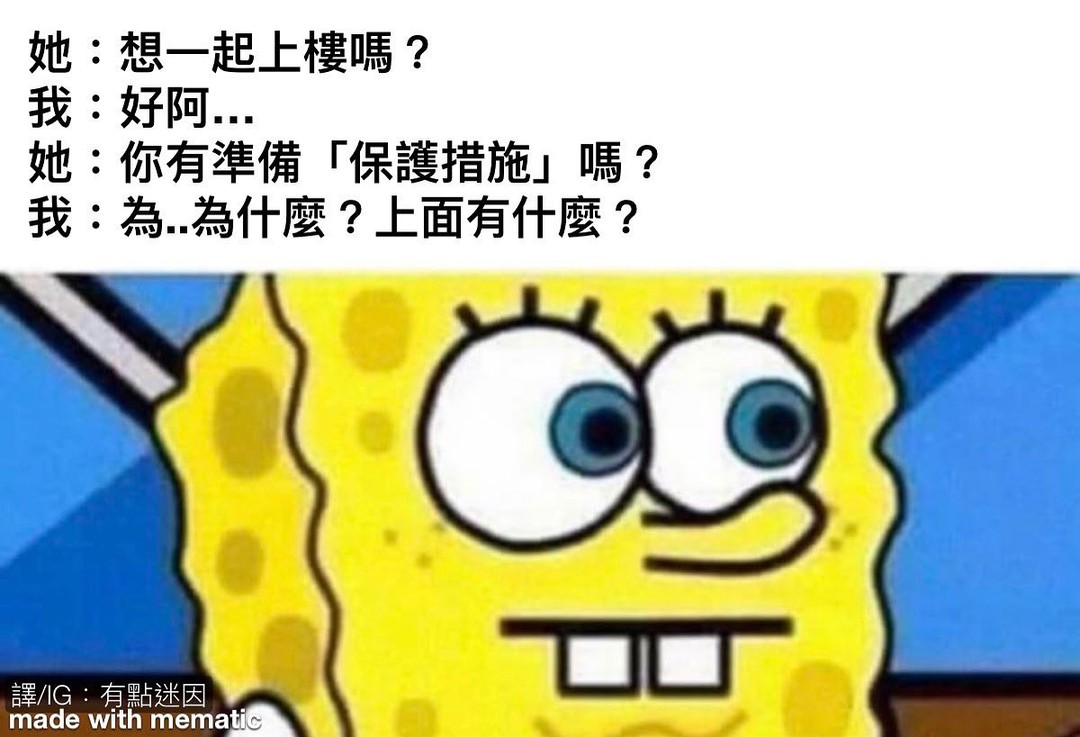 她：想一起上樓嗎？
我：好阿...
她：你有準備「保護措施」嗎？
我：為..為什麼？上面有什麼？
譯/IG：有點迷因
made with mematic